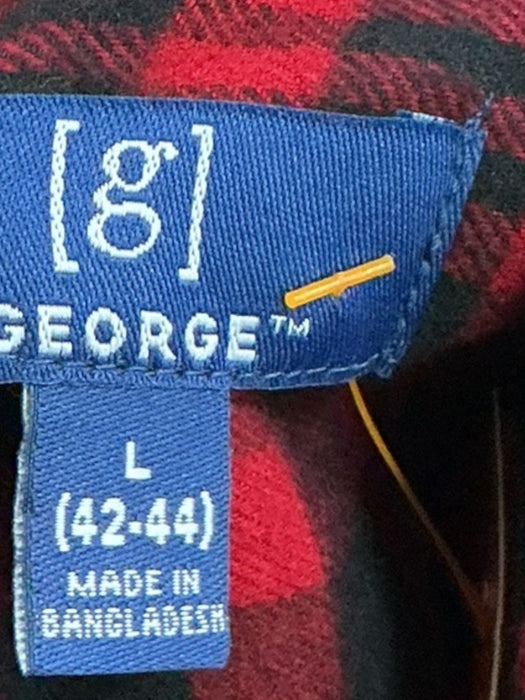 [g]
GEORGE™
L
(42-44)
MADE IN
BANGLADESH